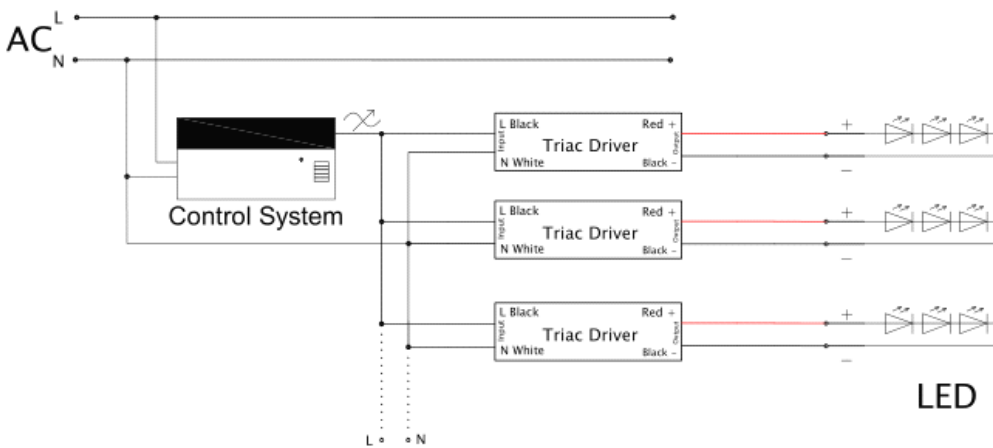 L
AC
N
L Black
Red +
Input
Triac Driver
Output
N White
Black -
+
−
Control System
L Black
Red +
Input
Triac Driver
Output
N White
Black -
+
−
L Black
Red +
Input
Triac Driver
Output
N White
Black -
+
−
LED
L
N